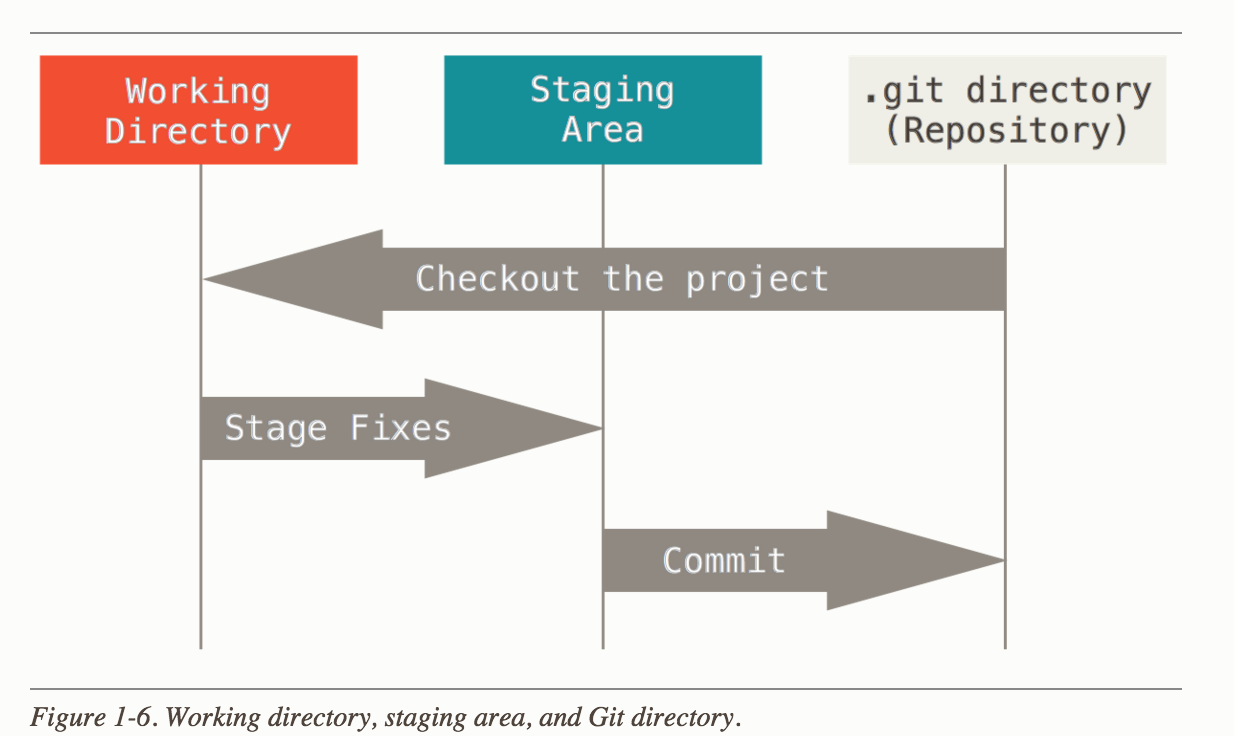 Working
Directory
Staging
Area
.git directory
(Repository)
Checkout the project
Stage Fixes
Commit
Figure 1-6. Working directory, staging area, and Git directory.